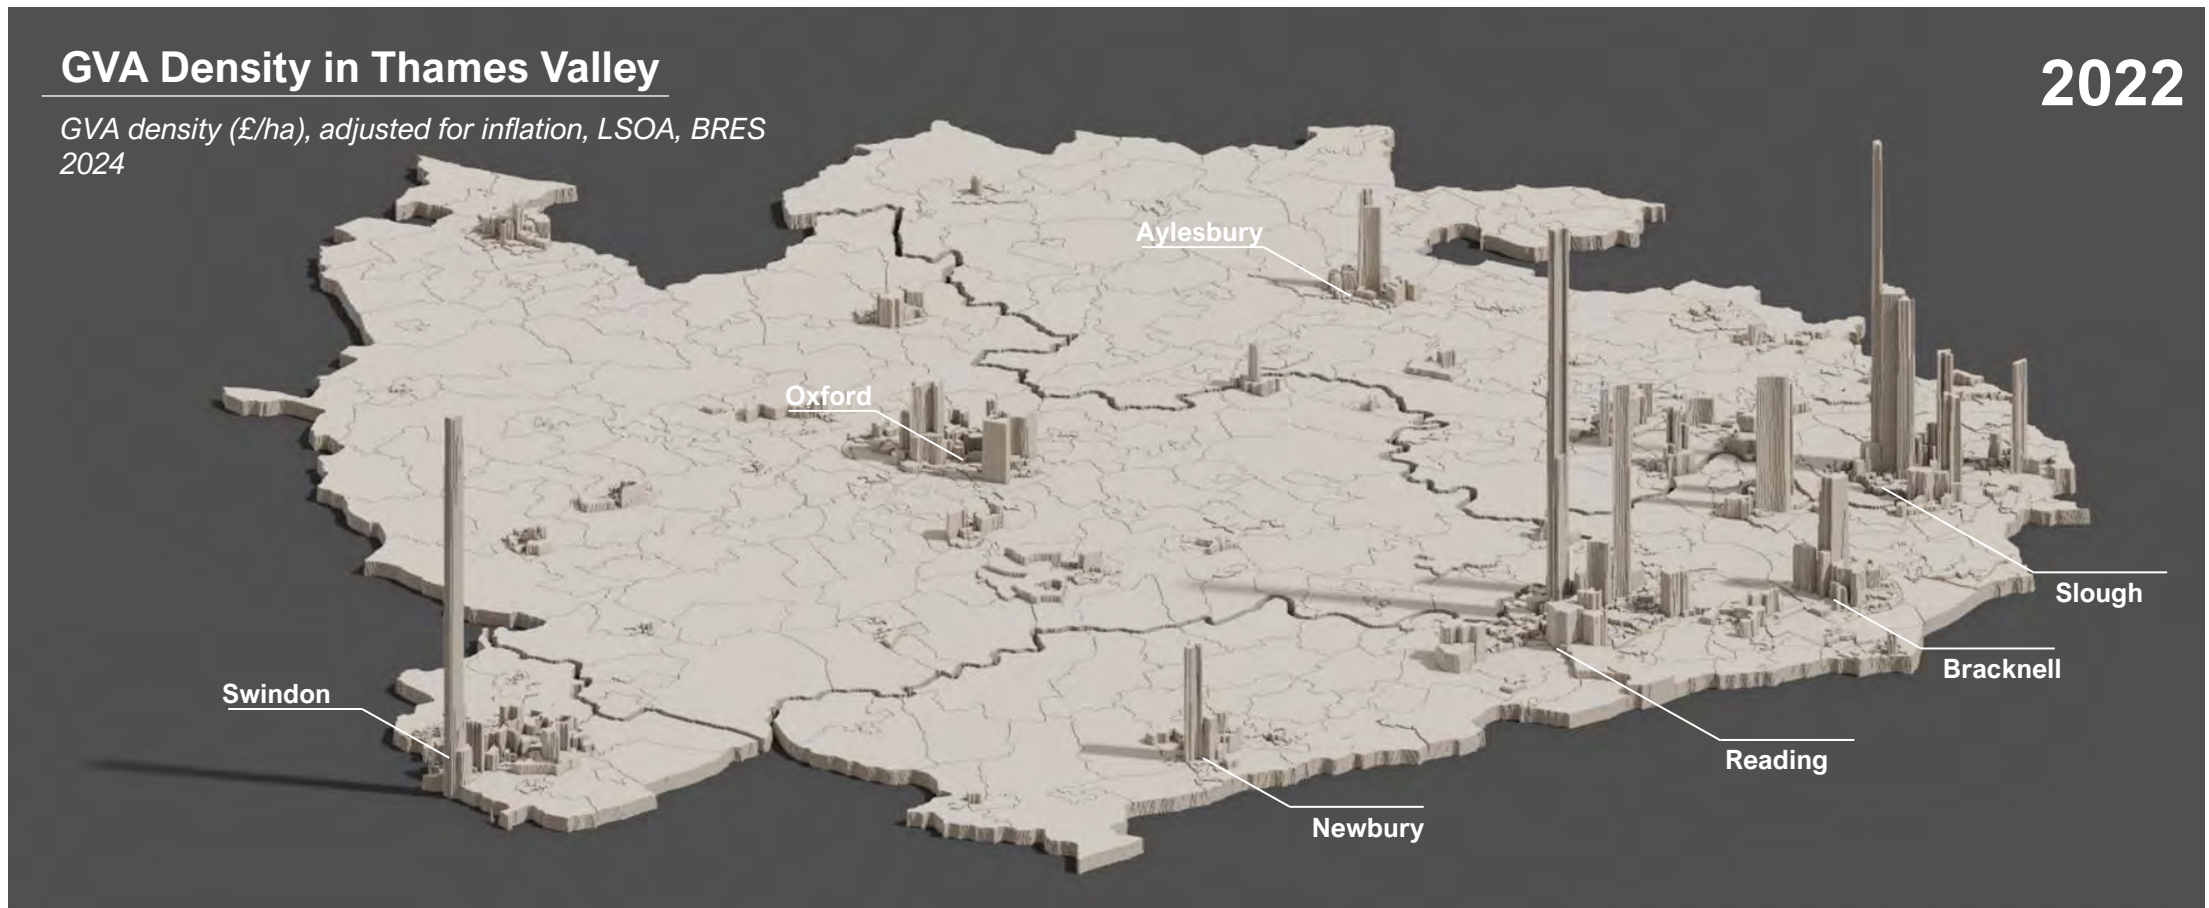 GVA Density in Thames Valley
2022
GVA density (£/ha), adjusted for inflation, LSOA, BRES
2024
Aylesbury
Oxford
Slough
Bracknell
Swindon
Reading
Newbury